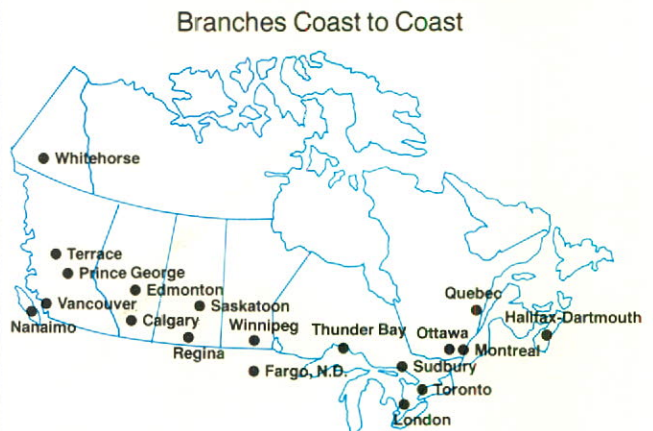 Branches Coast to Coast
Whitehorse
Terrace
Prince George
Edmonton
Vancouver
Saskatoon
Nanaimo
Calgary
Winnipeg
Regina
Fargo, N.D.
Thunder Bay
Quebec
Halifax-Dartmouth
Ottawa
Montreal
Sudbury
Toronto
London